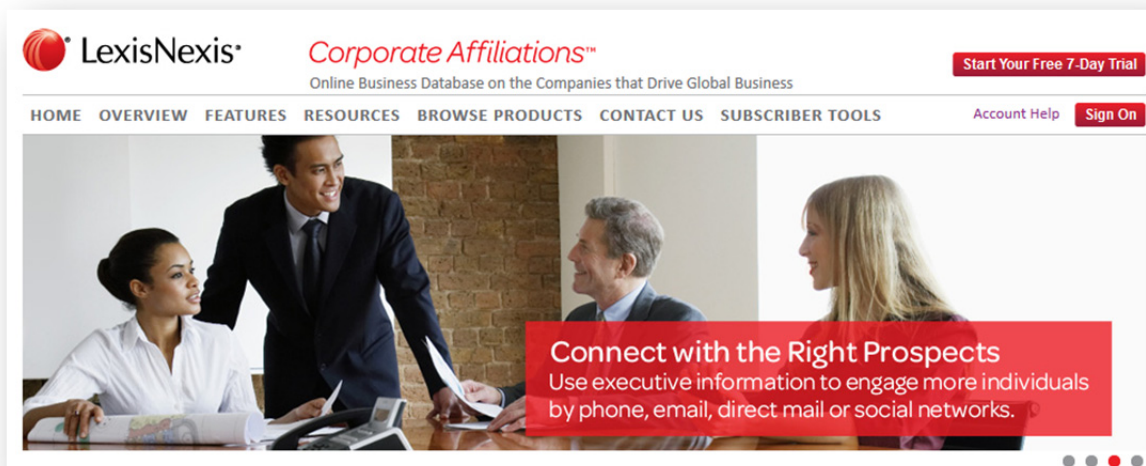 LexisNexis®
Corporate Affiliations™
Online Business Database on the Companies that Drive Global Business
Start Your Free 7-Day Trial
HOME OVERVIEW FEATURES RESOURCES BROWSE PRODUCTS CONTACT US SUBSCRIBER TOOLS
Account Help
Sign On
Connect with the Right Prospects
Use executive information to engage more individuals
by phone, email, direct mail or social networks.